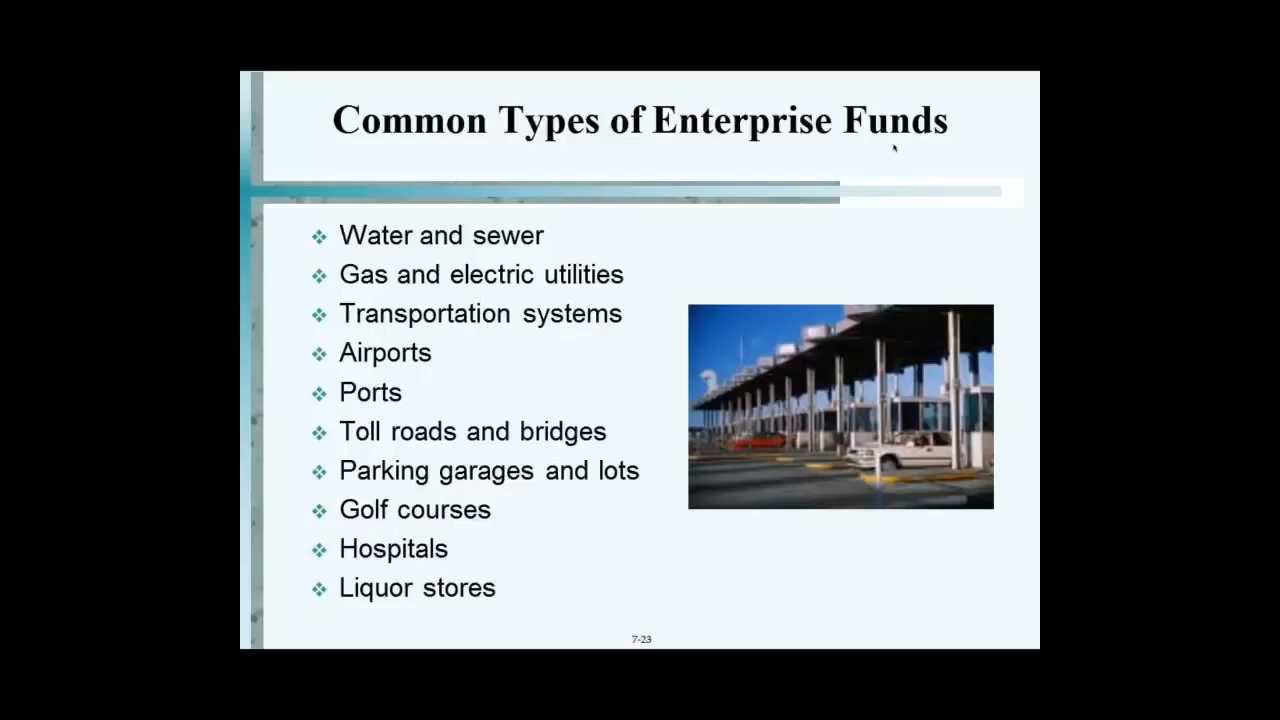 Common Types of Enterprise Funds
Water and sewer
Gas and electric utilities
Transportation systems
Airports
Ports
Toll roads and bridges
Parking garages and lots
Golf courses
Hospitals
Liquor stores
7-23